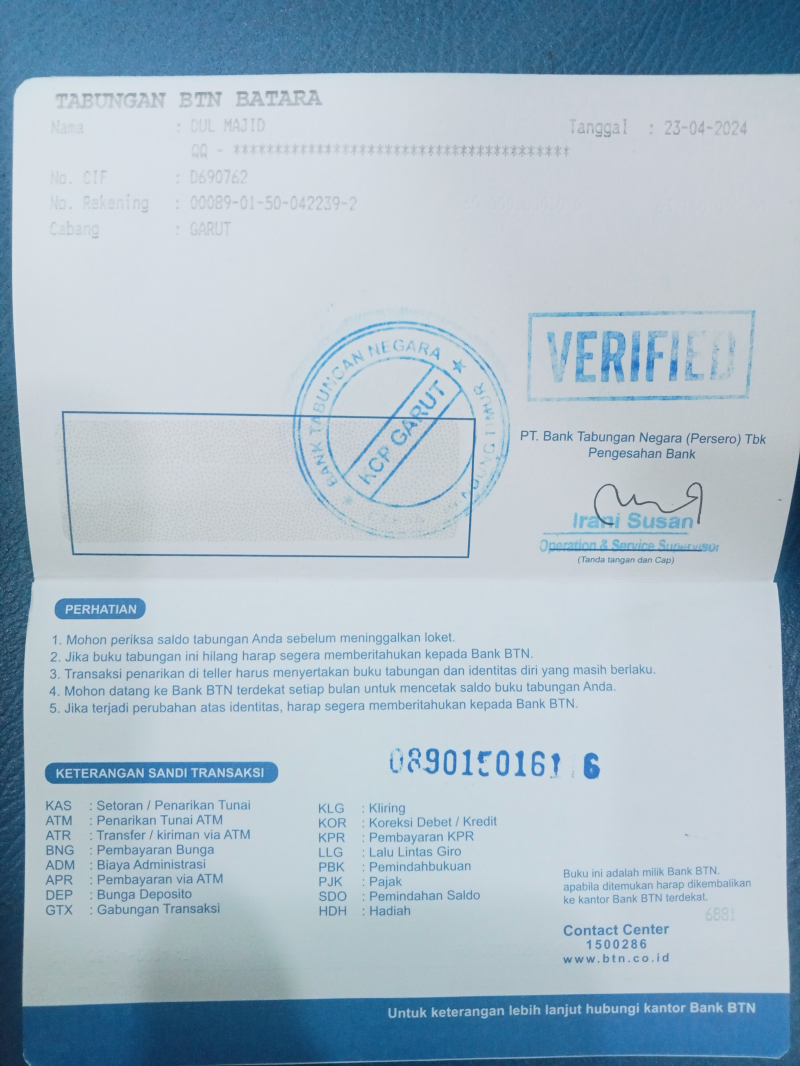 TABUNGAN BTN BATARA
Nama : DUL MAJID
Tanggal : 23-04-2024
QQ - ****************************************
No. CIF : D690762
No. Rekening : 00089-01-50-042239-2
Cabang : GARUT
VERIFIED
BANK TABUNGAN NEGARA
KCP GARUT
PT. Bank Tabungan Negara (Persero) Tbk
Pengesahan Bank
Irani Susan
Operation & Service Supervisor
(Tanda tangan dan Cap)
PERHATIAN
1. Mohon periksa saldo tabungan Anda sebelum meninggalkan loket.
2. Jika buku tabungan ini hilang harap segera memberitahukan kepada Bank BTN.
3. Transaksi penarikan di teller harus menyertakan buku tabungan dan identitas diri yang masih berlaku.
4. Mohon datang ke Bank BTN terdekat setiap bulan untuk mencetak saldo buku tabungan Anda.
5. Jika terjadi perubahan atas identitas, harap segera memberitahukan kepada Bank BTN.
KETERANGAN SANDI TRANSAKSI
KAS : Setoran / Penarikan Tunai
ATM : Penarikan Tunai ATM
ATR : Transfer / kiriman via ATM
BNG : Pembayaran Bunga
ADM : Biaya Administrasi
APR : Pembayaran via ATM
DEP : Bunga Deposito
GTX : Gabungan Transaksi
KLG : Kliring
KOR : Koreksi Debet / Kredit
KPR : Pembayaran KPR
LLG : Lalu Lintas Giro
PBK : Pemindahbukuan
PJK : Pajak
SDO : Pemindahan Saldo
HDH : Hadiah
Buku ini adalah milik Bank BTN.
apabila ditemukan harap dikembalikan
ke kantor Bank BTN terdekat.
6881
Contact Center
1500286
www.btn.co.id
Untuk keterangan lebih lanjut hubungi kantor Bank BTN